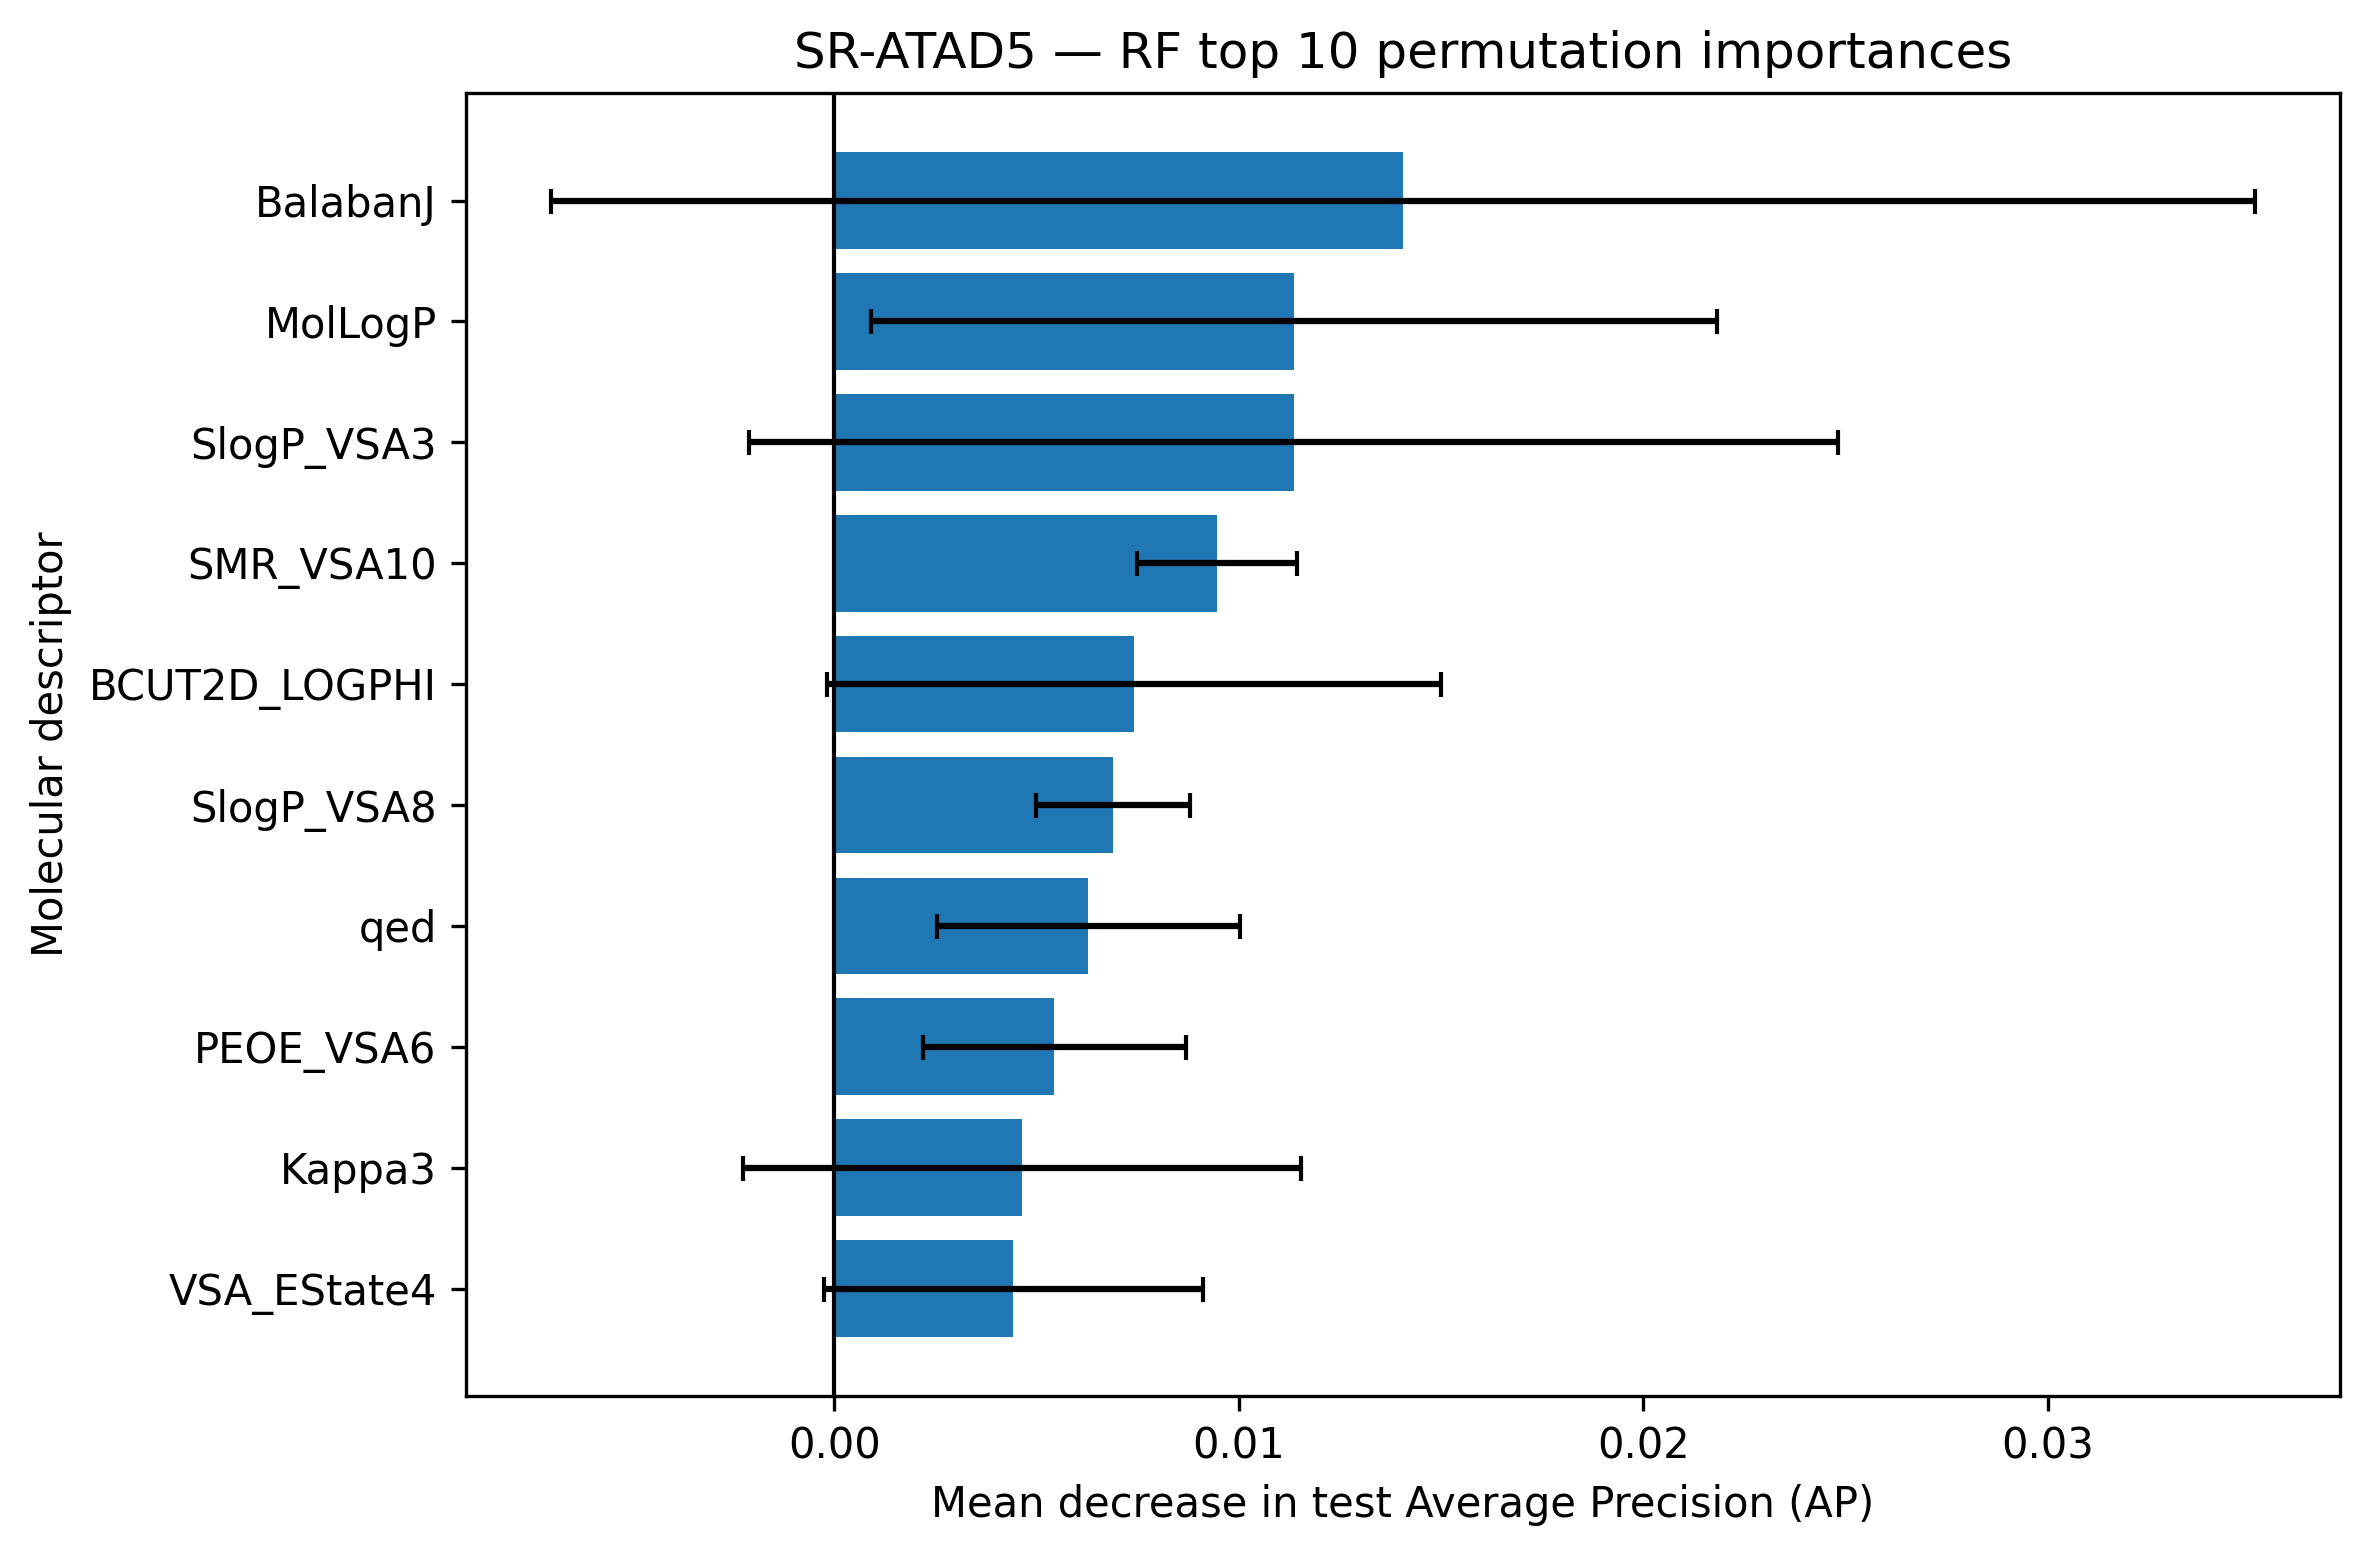 SR-ATAD5 — RF top 10 permutation importances
Molecular descriptor
BalabanJ
MolLogP
SlogP_VSA3
SMR_VSA10
BCUT2D_LOGPHI
SlogP_VSA8
qed
PEOE_VSA6
Kappa3
VSA_EState4
0.00 0.01 0.02 0.03
Mean decrease in test Average Precision (AP)